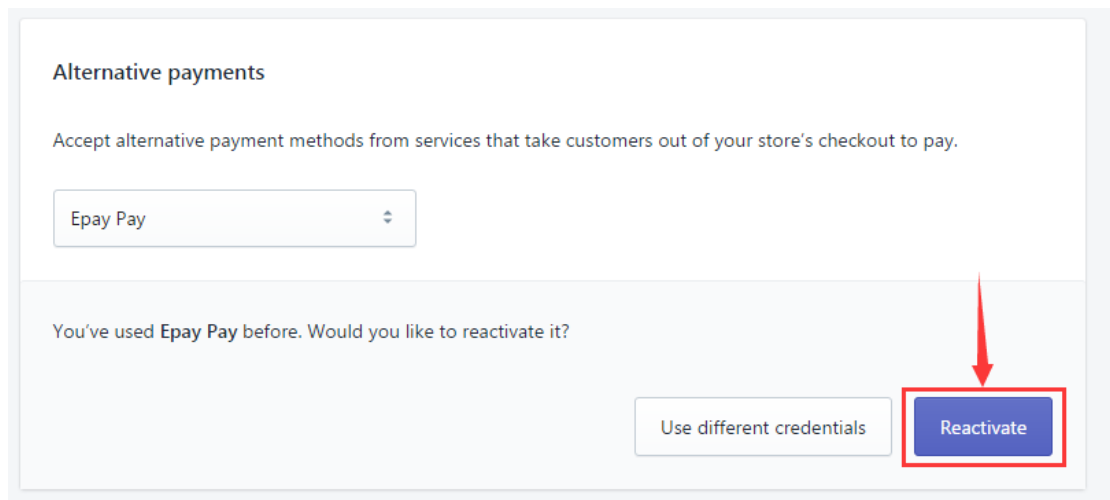 Alternative payments
Accept alternative payment methods from services that take customers out of your store's checkout to pay.
Epay Pay
You've used Epay Pay before. Would you like to reactivate it?
Use different credentials
Reactivate